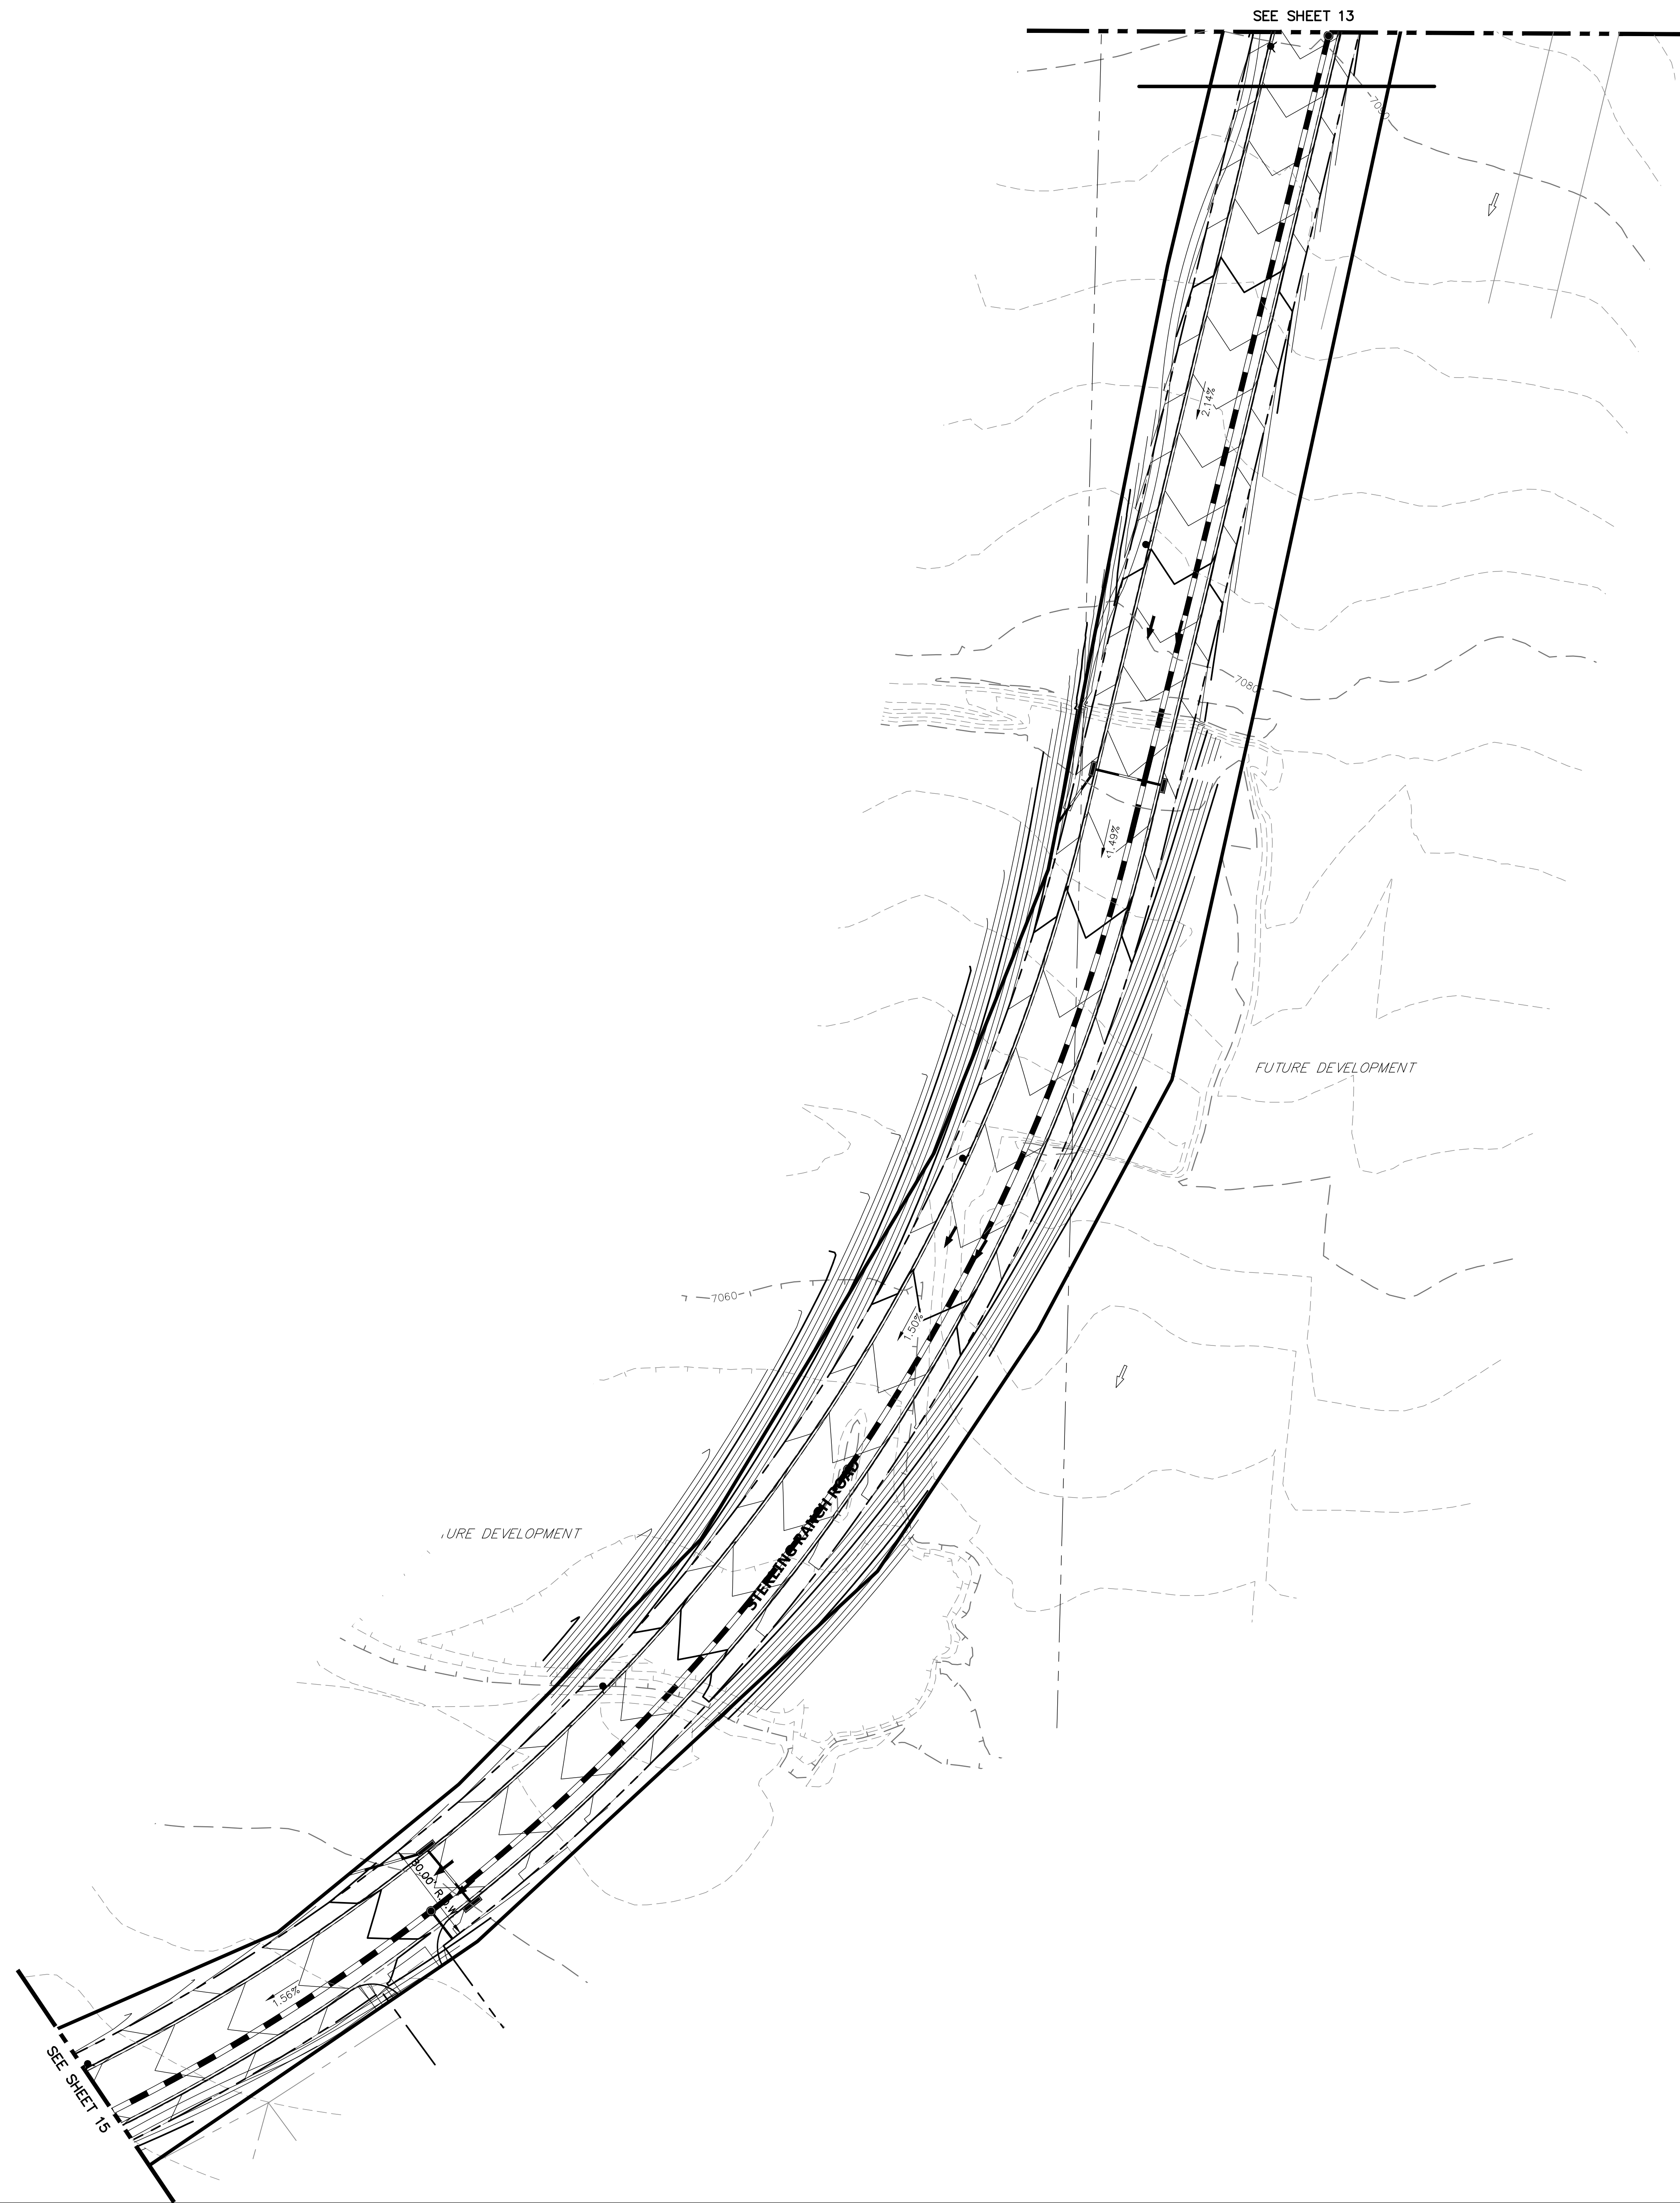 SEE SHEET 13
2.14%
7080
1.49%
FUTURE DEVELOPMENT
7060
1.50%
STERLING RANCH ROAD
URE DEVELOPMENT
80.00' R.O.W.
1.56%
SEE SHEET 15